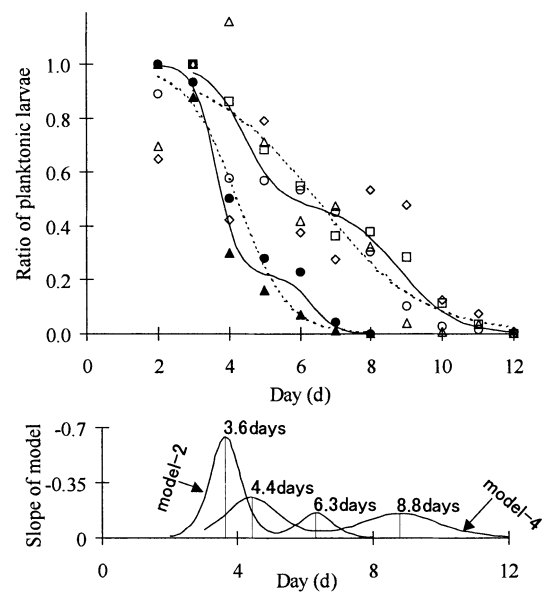 Ratio of planktonic larvae
1.0
0.8
0.6
0.4
0.2
0.0
0 2 4 6 8 10 12
Day (d)
Slope of model
-0.7
-0.35
0
model-2
3.6days
4.4days
6.3days
8.8days
model-4
0 4 8 12
Day (d)